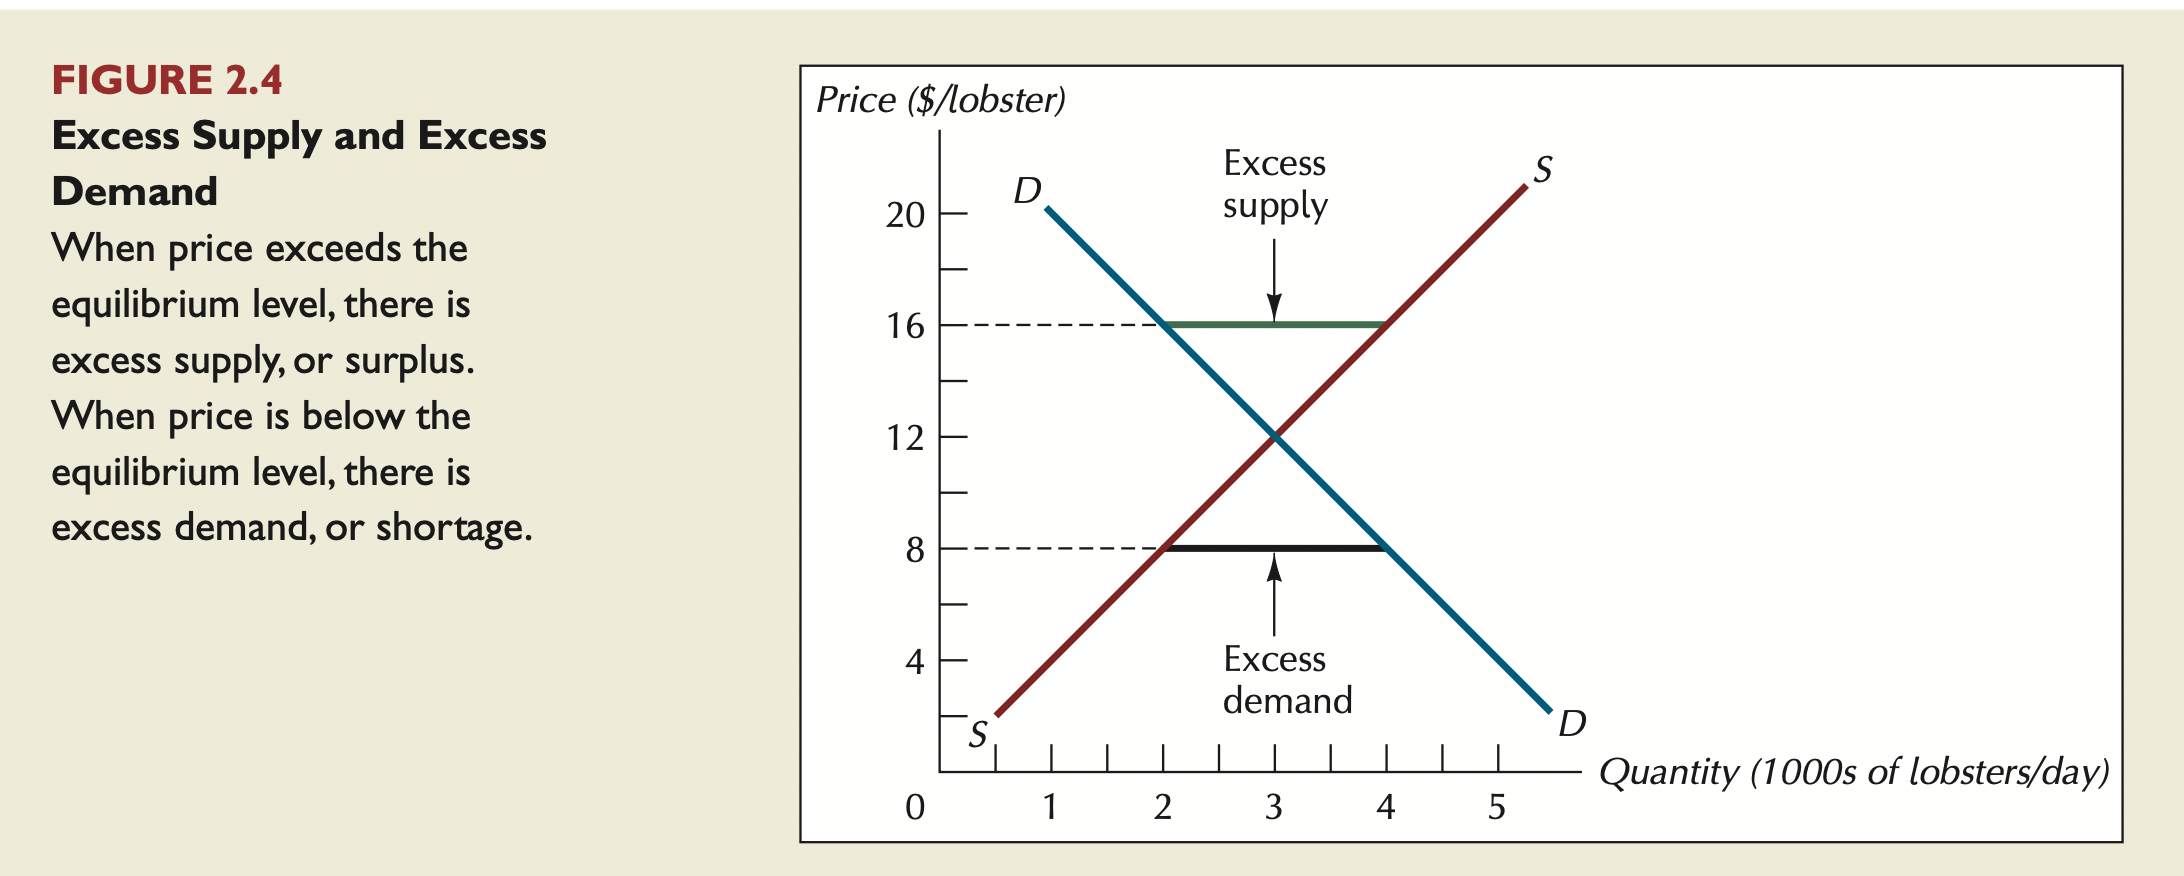 FIGURE 2.4
Excess Supply and Excess
Demand
When price exceeds the
equilibrium level, there is
excess supply, or surplus.
When price is below the
equilibrium level, there is
excess demand, or shortage.
Price ($/lobster)
D
Excess
supply
S
20
16
12
8
4
Excess
demand
S
D
Quantity (1000s of lobsters/day)
0
1
2
3
4
5